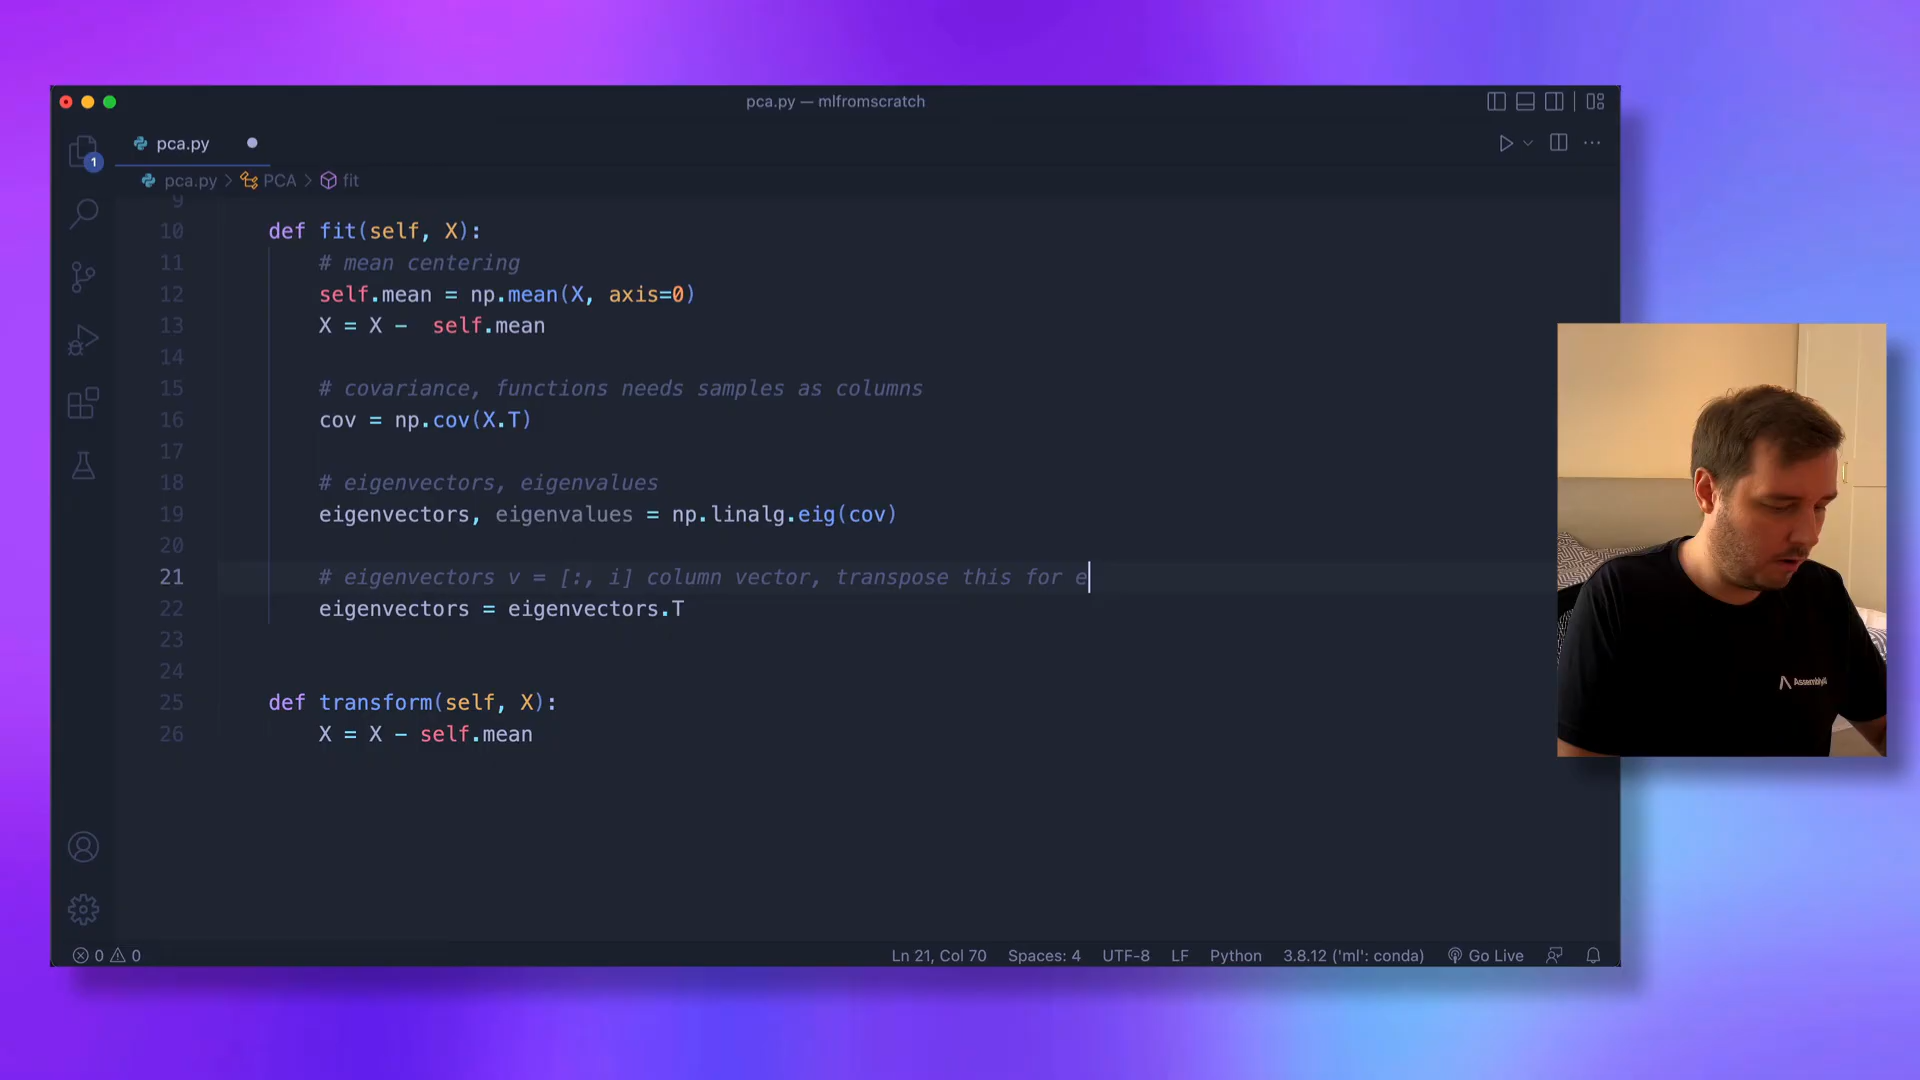 pca.py — mlfromscratch
pca.py
1
pca.py > PCA > fit
9
10 def fit(self, X):
11 # mean centering
12 self.mean = np.mean(X, axis=0)
13 X = X -  self.mean
14
15 # covariance, functions needs samples as columns
16 cov = np.cov(X.T)
17
18 # eigenvectors, eigenvalues
19 eigenvectors, eigenvalues = np.linalg.eig(cov)
20
21 # eigenvectors v = [:, i] column vector, transpose this for e
22 eigenvectors = eigenvectors.T
23
24
25 def transform(self, X):
26 X = X - self.mean
AssemblyAI
0 0 Ln 21, Col 70 Spaces: 4 UTF-8 LF Python 3.8.12 ('ml': conda) Go Live